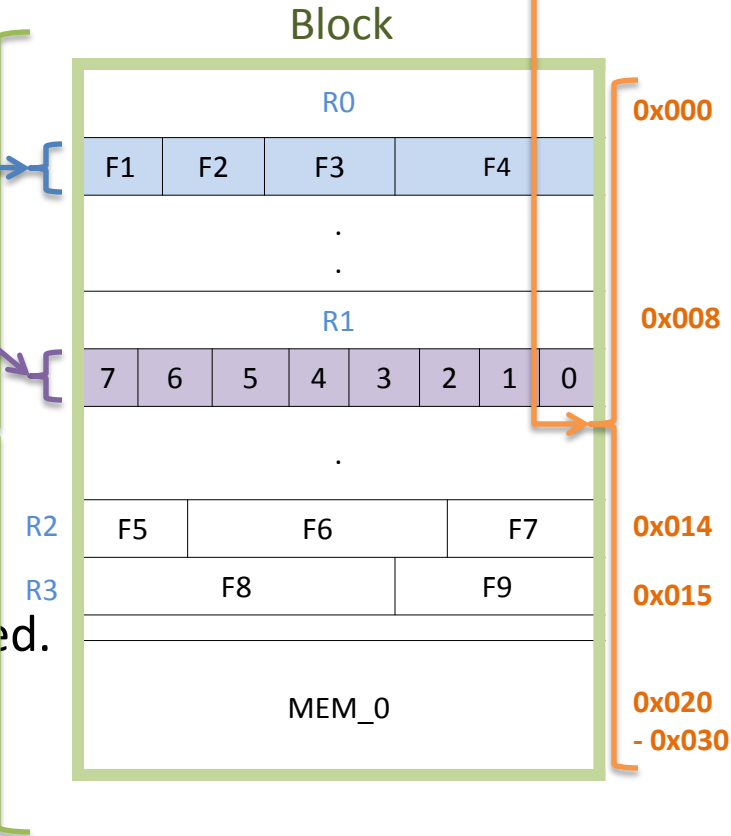 Block
R0 0x000
F1 F2 F3 F4
.
.
R1 0x008
7 6 5 4 3 2 1 0
.
R2 F5 F6 F7 0x014
R3 F8 F9 0x015
ed.
MEM_0 0x020
- 0x030